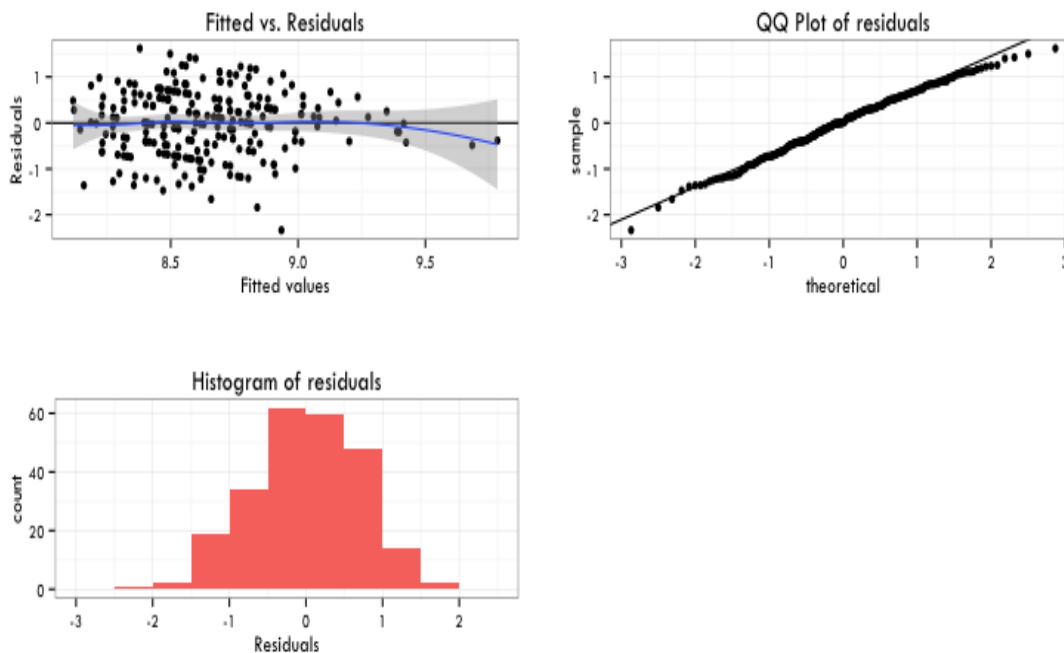 Fitted vs. Residuals
1
0
-1
-2
Residuals
8.5 9.0 9.5
Fitted values
QQ Plot of residuals
1
0
-1
-2
sample
-3 -2 -1 0 1 2 3
theoretical
Histogram of residuals
60
40
20
0
count
-3 -2 -1 0 1 2
Residuals